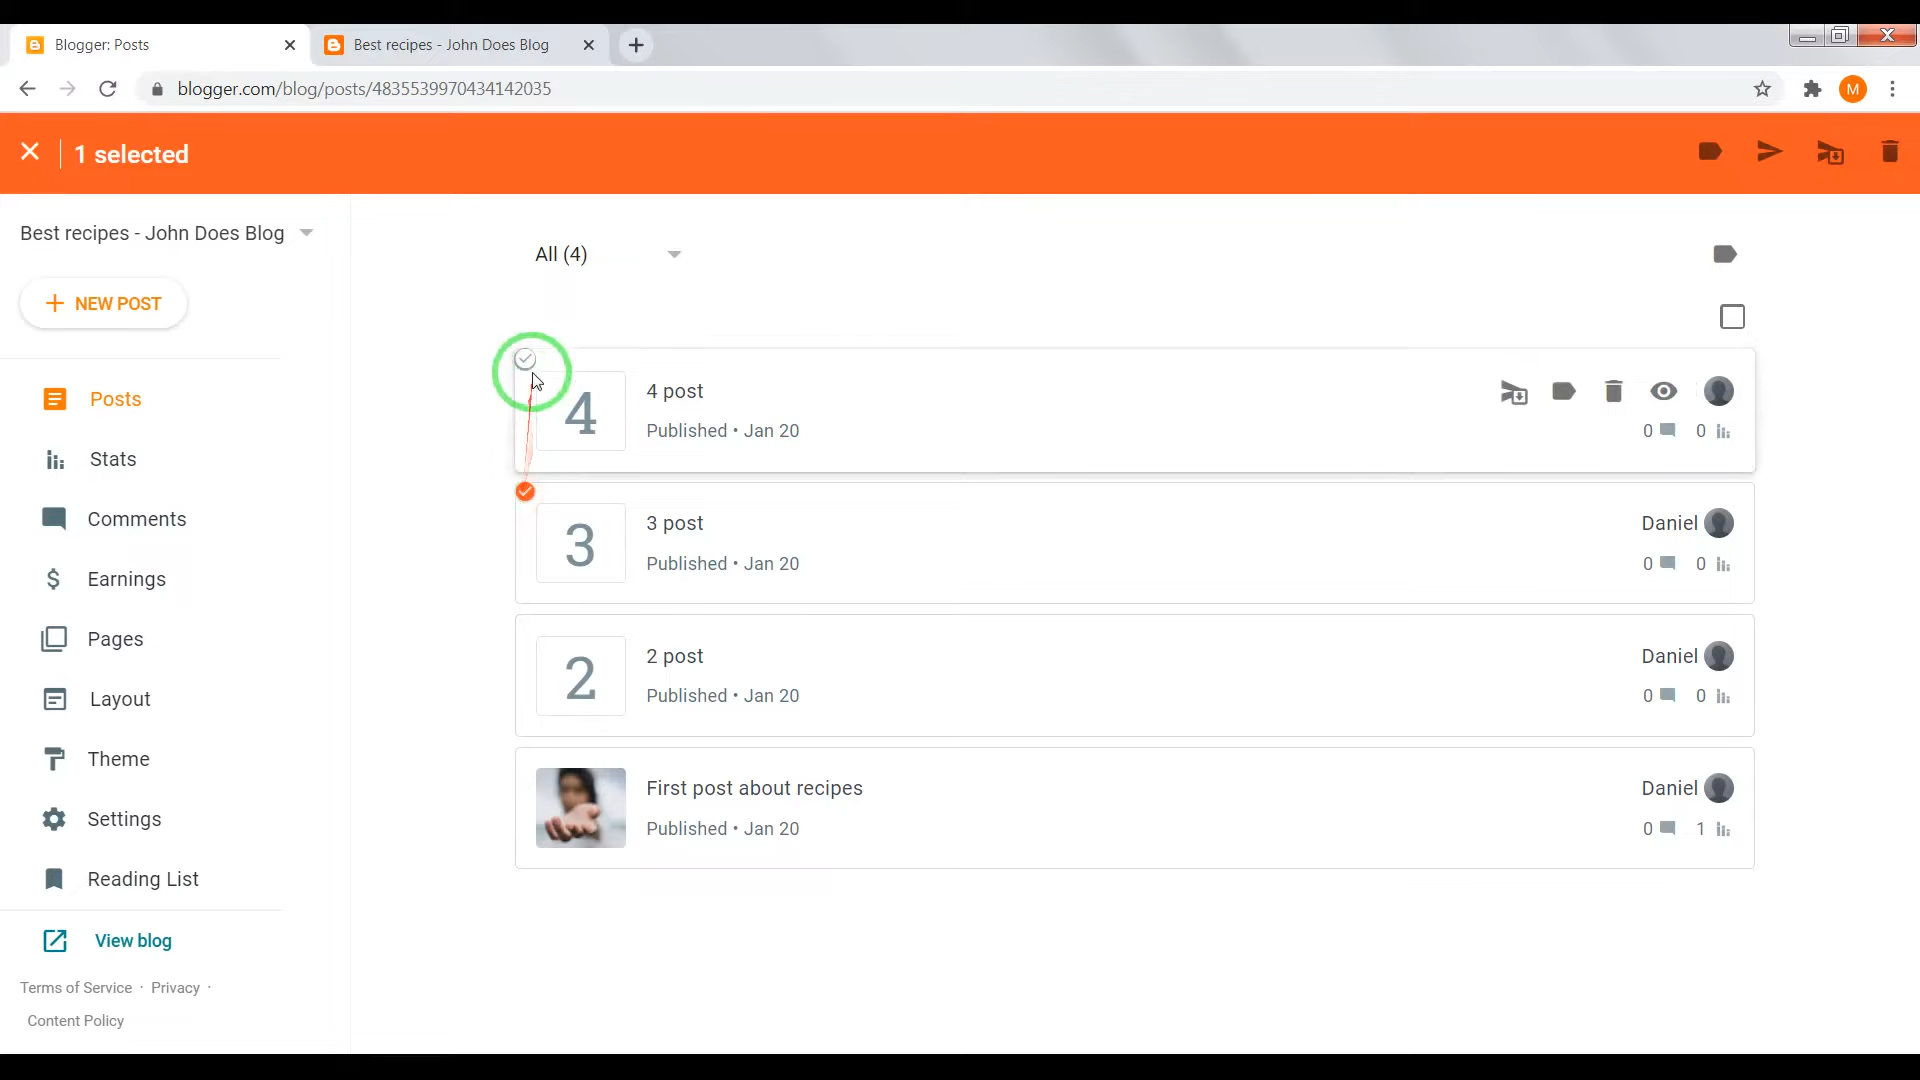 Blogger: Posts
Best recipes - John Does Blog
blogger.com/blog/posts/4835539970434142035
M
1 selected
Best recipes - John Does Blog
NEW POST
Posts
Stats
Comments
Earnings
Pages
Layout
Theme
Settings
Reading List
View blog
Terms of Service · Privacy ·
Content Policy
All (4)
4
4 post
Published • Jan 20
0 0
3
3 post
Published • Jan 20
Daniel
0 0
2
2 post
Published • Jan 20
Daniel
0 0
First post about recipes
Published • Jan 20
Daniel
0 1